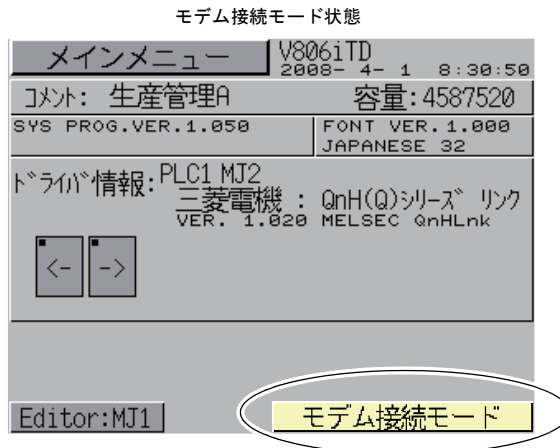 モデム接続モード状態
メインメニュー
V806iTD
2008- 4- 1 8:30:50
コメント: 生産管理A
容量:4587520
SYS PROG.VER.1.050
FONT VER.1.000
JAPANESE 32
ドライバ情報:PLC1 MJ2
三菱電機 : QnH(Q)シリーズ リンク
VER. 1.020 MELSEC QnHLnk
<- ->
Editor:MJ1
モデム接続モード